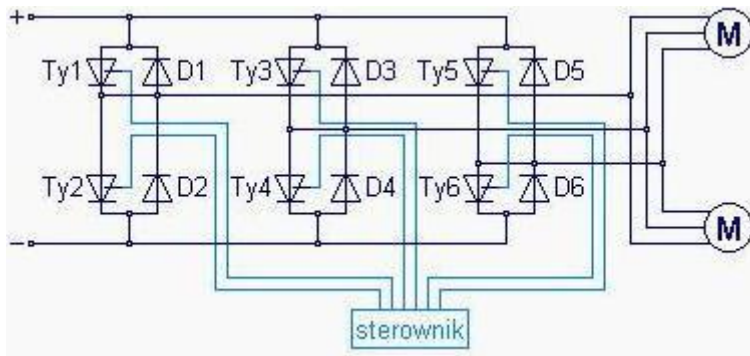 +
Ty1 D1 Ty3 D3 Ty5 D5 M
Ty2 D2 Ty4 D4 Ty6 D6
− M
sterownik